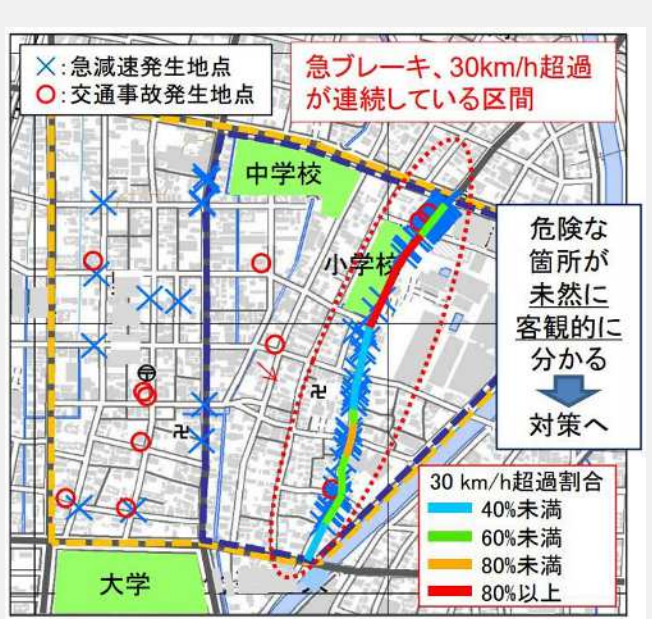 ×:急減速発生地点
○:交通事故発生地点
急ブレーキ、30km/h超過
が連続している区間
中学校
小学校
危険な
箇所が
未然に
客観的に
分かる
対策へ
大学
30 km/h超過割合
40%未満
60%未満
80%未満
80%以上